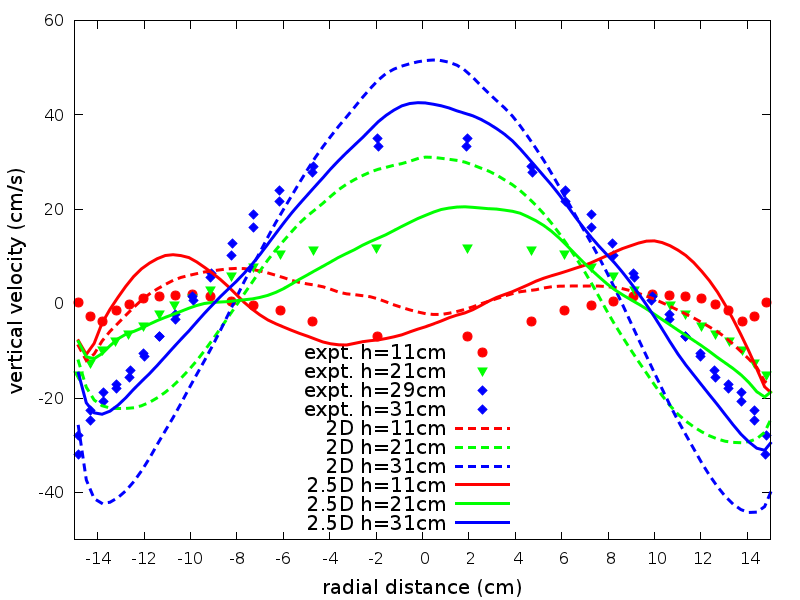 60
40
20
0
-20
-40
vertical velocity (cm/s)
expt. h=11cm
expt. h=21cm
expt. h=29cm
expt. h=31cm
2D h=11cm
2D h=21cm
2D h=31cm
2.5D h=11cm
2.5D h=21cm
2.5D h=31cm
-14 -12 -10 -8 -6 -4 -2 0 2 4 6 8 10 12 14
radial distance (cm)